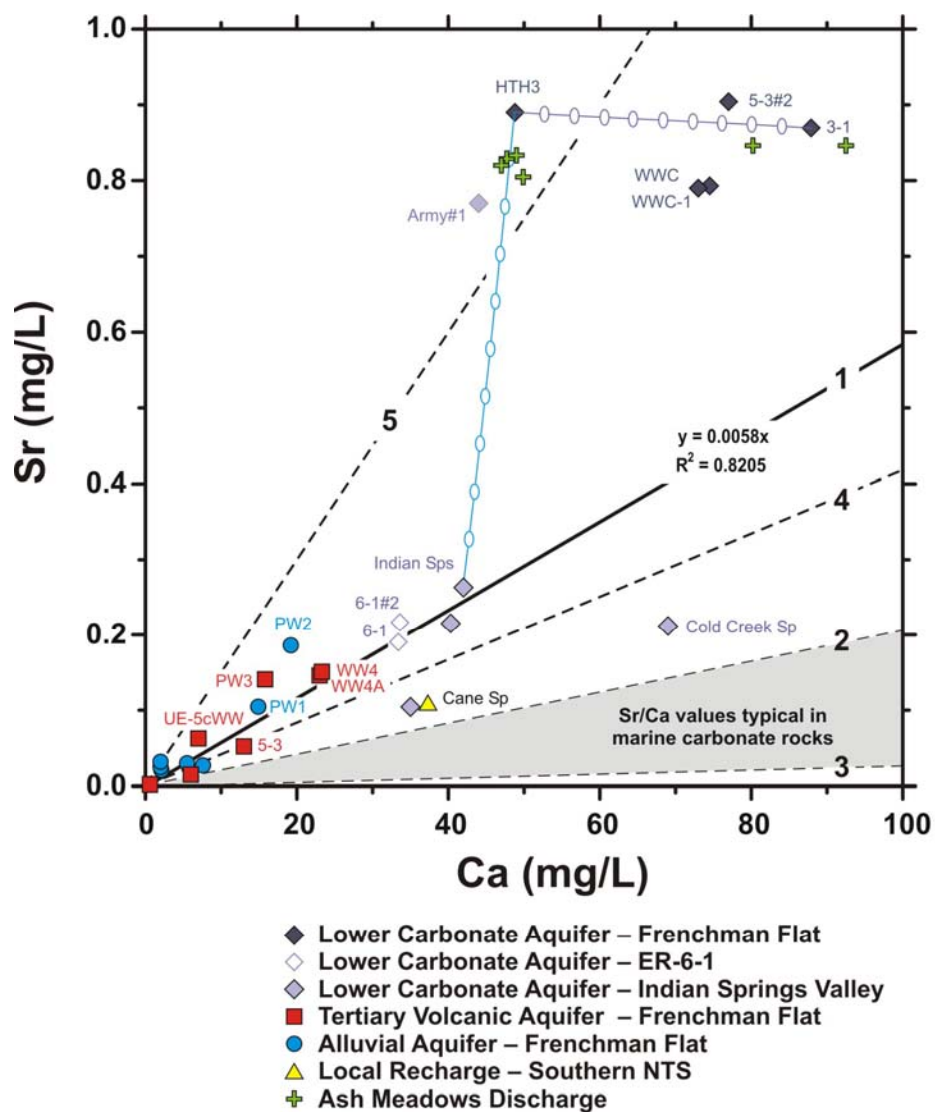 1.0
0.8
0.6
0.4
0.2
0.0
Sr (mg/L)
HTH3
5-3#2
3-1
WWC
WWC-1
Army#1
5
1
y = 0.0058x
R² = 0.8205
4
Indian Sps
6-1#2
6-1
Cold Creek Sp
2
PW2
PW3
WW4
WW4A
PW1
Cane Sp
UE-5cWW
5-3
Sr/Ca values typical in
marine carbonate rocks
3
0 20 40 60 80 100
Ca (mg/L)
Lower Carbonate Aquifer – Frenchman Flat
Lower Carbonate Aquifer – ER-6-1
Lower Carbonate Aquifer – Indian Springs Valley
Tertiary Volcanic Aquifer – Frenchman Flat
Alluvial Aquifer – Frenchman Flat
Local Recharge – Southern NTS
Ash Meadows Discharge